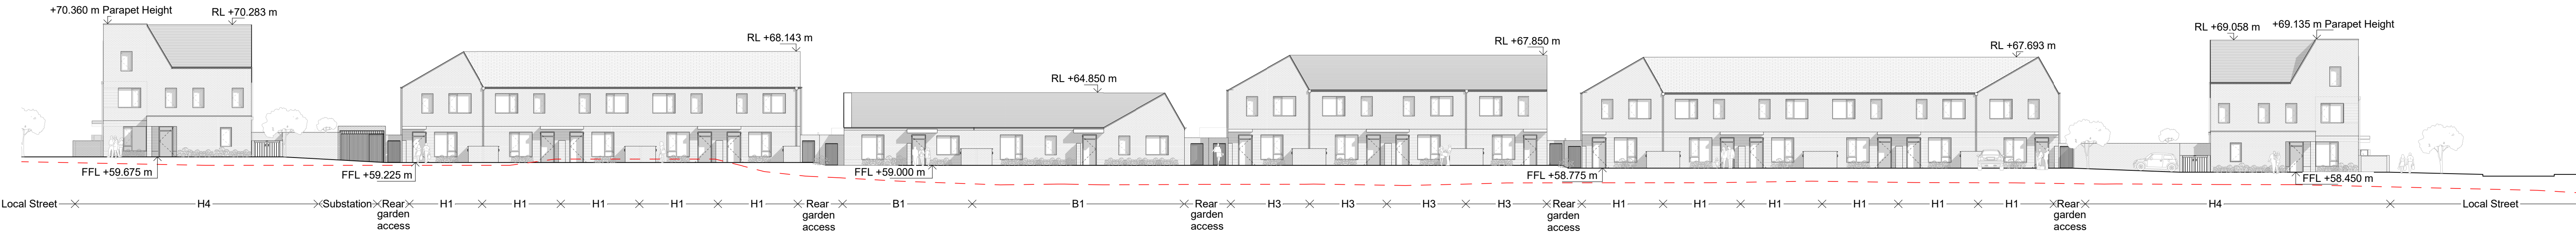 +70.360 m Parapet Height
RL +70.283 m
RL +68.143 m
RL +64.850 m
RL +67.850 m
RL +67.693 m
RL +69.058 m
+69.135 m Parapet Height
FFL +59.675 m
FFL +59.225 m
FFL +59.000 m
FFL +58.775 m
FFL +58.450 m
Local Street
H4
Substation
Rear
garden
access
H1
H1
H1
H1
H1
Rear
garden
access
B1
B1
Rear
garden
access
H3
H3
H3
H3
Rear
garden
access
H1
H1
H1
H1
H1
H1
Rear
garden
access
H4
Local Street